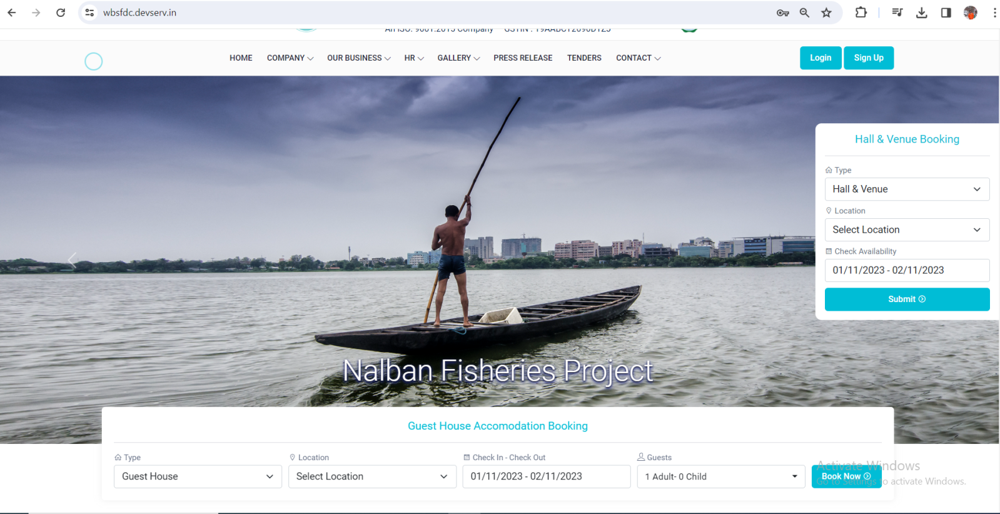 wbsfdc.devserv.in
An ISO: 9001:2015 Company
HOME COMPANY OUR BUSINESS HR GALLERY PRESS RELEASE TENDERS CONTACT Login Sign Up
Hall & Venue Booking
Type
Hall & Venue
Location
Select Location
Check Availability
01/11/2023 - 02/11/2023
Submit
Nalban Fisheries Project
Guest House Accomodation Booking
Type Location Check In - Check Out Guests
Guest House Select Location 01/11/2023 - 02/11/2023 1 Adult- 0 Child Book Now
Activate Windows
Go to Settings to activate Windows.